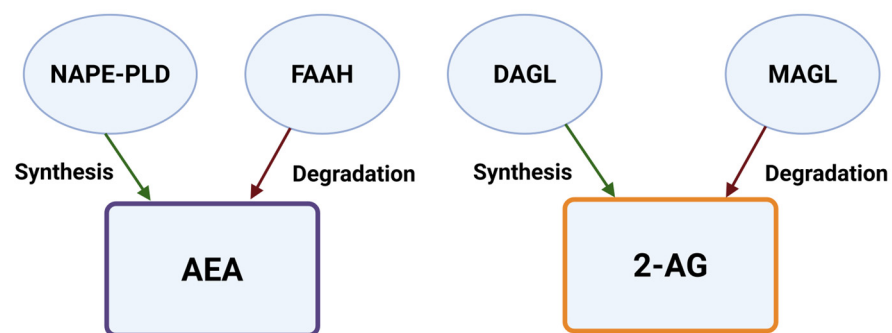 NAPE-PLD
FAAH
DAGL
MAGL
Synthesis
Degradation
Synthesis
Degradation
AEA
2-AG